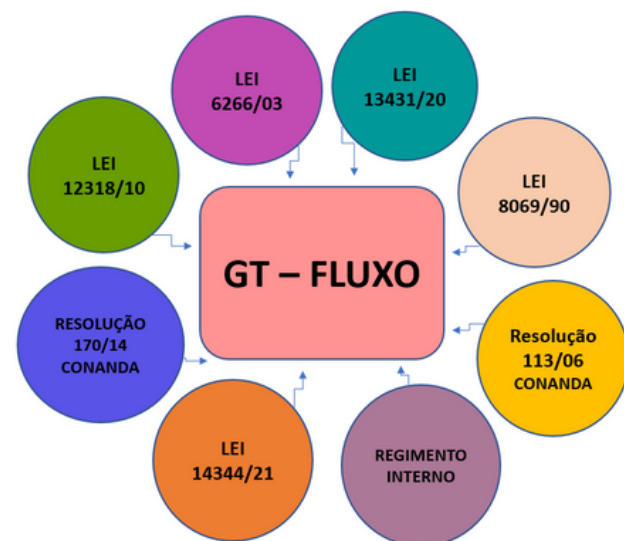 LEI
6266/03
LEI
13431/20
LEI
12318/10
LEI
8069/90
GT – FLUXO
RESOLUÇÃO
170/14
CONANDA
Resolução
113/06
CONANDA
LEI
14344/21
REGIMENTO
INTERNO